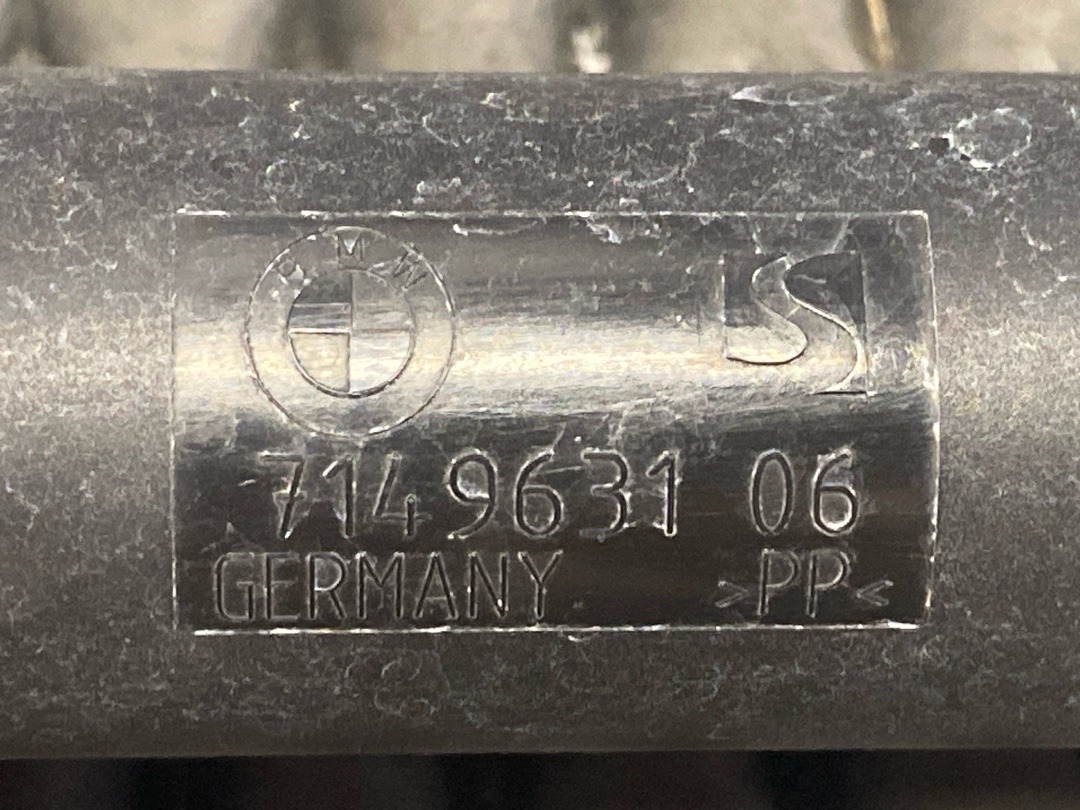 BMW
S
7149631 06
GERMANY >PP<